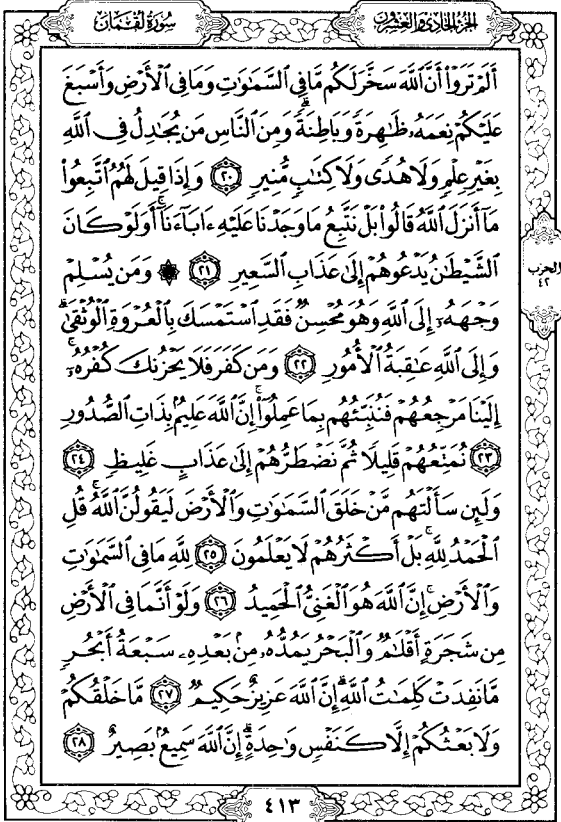 سُورَةُ لُقْمَان
الجُزْءُ الحَادِى وَالعِشْرُونَ
أَلَمْ تَرَوْا۟ أَنَّ ٱللَّهَ سَخَّرَ لَكُم مَّا فِى ٱلسَّمَٰوَٰتِ وَمَا فِى ٱلْأَرْضِ وَأَسْبَغَ
عَلَيْكُمْ نِعَمَهُۥ ظَٰهِرَةً وَبَاطِنَةً ۗ وَمِنَ ٱلنَّاسِ مَن يُجَٰدِلُ فِى ٱللَّهِ
بِغَيْرِ عِلْمٍ وَلَا هُدًى وَلَا كِتَٰبٍ مُّنِيرٍ ٢٠ وَإِذَا قِيلَ لَهُمُ ٱتَّبِعُوا۟
مَآ أَنزَلَ ٱللَّهُ قَالُوا۟ بَلْ نَتَّبِعُ مَا وَجَدْنَا عَلَيْهِ ءَابَآءَنَآ ۚ أَوَلَوْ كَانَ
ٱلشَّيْطَٰنُ يَدْعُوهُمْ إِلَىٰ عَذَابِ ٱلسَّعِيرِ ٢١ ۞ وَمَن يُسْلِمْ
الحزب
٤٢
وَجْهَهُۥٓ إِلَى ٱللَّهِ وَهُوَ مُحْسِنٌ فَقَدِ ٱسْتَمْسَكَ بِٱلْعُرْوَةِ ٱلْوُثْقَىٰ ۗ
وَإِلَى ٱللَّهِ عَٰقِبَةُ ٱلْأُمُورِ ٢٢ وَمَن كَفَرَ فَلَا يَحْزُنكَ كُفْرُهُۥٓ ۚ
إِلَيْنَا مَرْجِعُهُمْ فَنُنَبِّئُهُم بِمَا عَمِلُوٓا۟ ۚ إِنَّ ٱللَّهَ عَلِيمٌۢ بِذَاتِ ٱلصُّدُورِ
٢٣ نُمَتِّعُهُمْ قَلِيلًا ثُمَّ نَضْطَرُّهُمْ إِلَىٰ عَذَابٍ غَلِيظٍ ٢٤
وَلَئِن سَأَلْتَهُم مَّنْ خَلَقَ ٱلسَّمَٰوَٰتِ وَٱلْأَرْضَ لَيَقُولُنَّ ٱللَّهُ ۚ قُلِ
ٱلْحَمْدُ لِلَّهِ ۚ بَلْ أَكْثَرُهُمْ لَا يَعْلَمُونَ ٢٥ لِلَّهِ مَا فِى ٱلسَّمَٰوَٰتِ
وَٱلْأَرْضِ ۚ إِنَّ ٱللَّهَ هُوَ ٱلْغَنِىُّ ٱلْحَمِيدُ ٢٦ وَلَوْ أَنَّمَا فِى ٱلْأَرْضِ
مِن شَجَرَةٍ أَقْلَٰمٌ وَٱلْبَحْرُ يَمُدُّهُۥ مِنۢ بَعْدِهِۦ سَبْعَةُ أَبْحُرٍ
مَّا نَفِدَتْ كَلِمَٰتُ ٱللَّهِ ۗ إِنَّ ٱللَّهَ عَزِيزٌ حَكِيمٌ ٢٧ مَّا خَلْقُكُمْ
وَلَا بَعْثُكُمْ إِلَّا كَنَفْسٍ وَٰحِدَةٍ ۗ إِنَّ ٱللَّهَ سَمِيعٌۢ بَصِيرٌ ٢٨
٤١٣